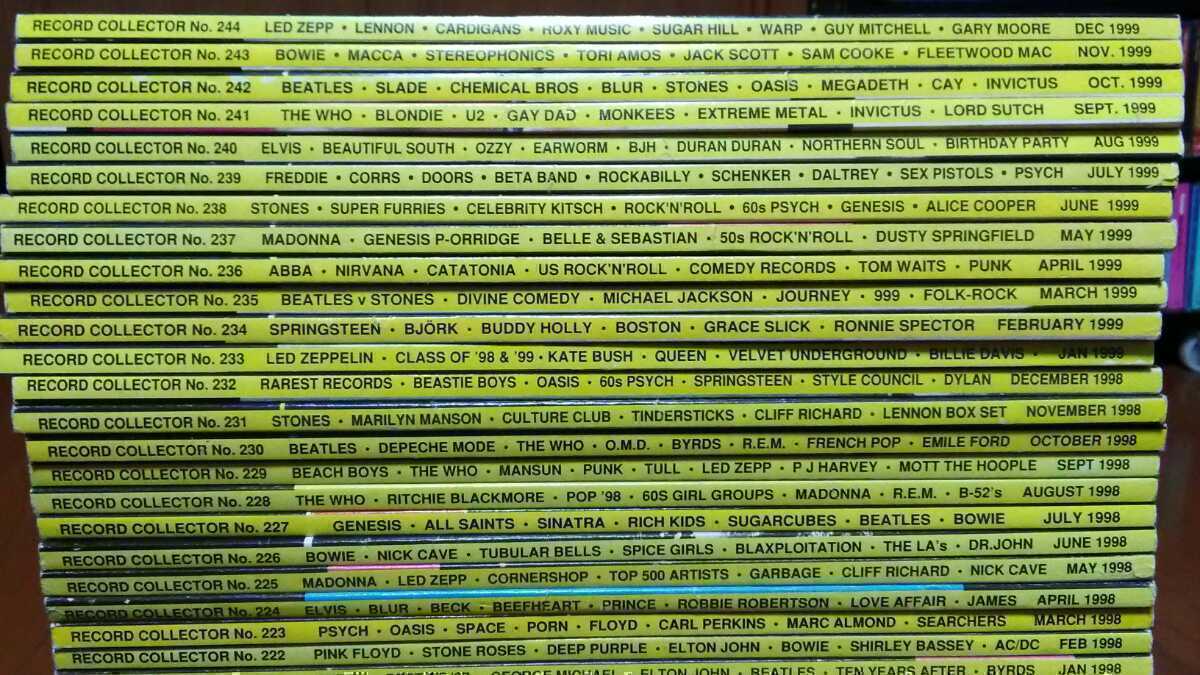 RECORD COLLECTOR No. 244 LED ZEPP • LENNON • CARDIGANS • ROXY MUSIC • SUGAR HILL • WARP • GUY MITCHELL • GARY MOORE DEC 1999
RECORD COLLECTOR No. 243 BOWIE • MACCA • STEREOPHONICS • TORI AMOS • JACK SCOTT • SAM COOKE • FLEETWOOD MAC NOV. 1999
RECORD COLLECTOR No. 242 BEATLES • SLADE • CHEMICAL BROS • BLUR • STONES • OASIS • MEGADETH • CAY • INVICTUS OCT. 1999
RECORD COLLECTOR No. 241 THE WHO • BLONDIE • U2 • GAY DAD • MONKEES • EXTREME METAL • INVICTUS • LORD SUTCH SEPT. 1999
RECORD COLLECTOR No. 240 ELVIS • BEAUTIFUL SOUTH • OZZY • EARWORM • BJH • DURAN DURAN • NORTHERN SOUL • BIRTHDAY PARTY AUG 1999
RECORD COLLECTOR No. 239 FREDDIE • CORRS • DOORS • BETA BAND • ROCKABILLY • SCHENKER • DALTREY • SEX PISTOLS • PSYCH JULY 1999
RECORD COLLECTOR No. 238 STONES • SUPER FURRIES • CELEBRITY KITSCH • ROCK'N'ROLL • 60s PSYCH • GENESIS • ALICE COOPER JUNE 1999
RECORD COLLECTOR No. 237 MADONNA • GENESIS P-ORRIDGE • BELLE & SEBASTIAN • 50s ROCK'N'ROLL • DUSTY SPRINGFIELD MAY 1999
RECORD COLLECTOR No. 236 ABBA • NIRVANA • CATATONIA • US ROCK'N'ROLL • COMEDY RECORDS • TOM WAITS • PUNK APRIL 1999
RECORD COLLECTOR No. 235 BEATLES v STONES • DIVINE COMEDY • MICHAEL JACKSON • JOURNEY • 999 • FOLK-ROCK MARCH 1999
RECORD COLLECTOR No. 234 SPRINGSTEEN • BJÖRK • BUDDY HOLLY • BOSTON • GRACE SLICK • RONNIE SPECTOR FEBRUARY 1999
RECORD COLLECTOR No. 233 LED ZEPPELIN • CLASS OF '98 & '99 • KATE BUSH • QUEEN • VELVET UNDERGROUND • BILLIE DAVIS • JAN 1999
RECORD COLLECTOR No. 232 RAREST RECORDS • BEASTIE BOYS • OASIS • 60s PSYCH • SPRINGSTEEN • STYLE COUNCIL • DYLAN DECEMBER 1998
RECORD COLLECTOR No. 231 STONES • MARILYN MANSON • CULTURE CLUB • TINDERSTICKS • CLIFF RICHARD • LENNON BOX SET NOVEMBER 1998
RECORD COLLECTOR No. 230 BEATLES • DEPECHE MODE • THE WHO • O.M.D. • BYRDS • R.E.M. • FRENCH POP • EMILE FORD OCTOBER 1998
RECORD COLLECTOR No. 229 BEACH BOYS • THE WHO • MANSUN • PUNK • TULL • LED ZEPP • P J HARVEY • MOTT THE HOOPLE SEPT 1998
RECORD COLLECTOR No. 228 THE WHO • RITCHIE BLACKMORE • POP '98 • 60S GIRL GROUPS • MADONNA • R.E.M. • B-52's AUGUST 1998
RECORD COLLECTOR No. 227 GENESIS • ALL SAINTS • SINATRA • RICH KIDS • SUGARCUBES • BEATLES • BOWIE JULY 1998
RECORD COLLECTOR No. 226 BOWIE • NICK CAVE • TUBULAR BELLS • SPICE GIRLS • BLAXPLOITATION • THE LA's • DR.JOHN JUNE 1998
RECORD COLLECTOR No. 225 MADONNA • LED ZEPP • CORNERSHOP • TOP 500 ARTISTS • GARBAGE • CLIFF RICHARD • NICK CAVE MAY 1998
RECORD COLLECTOR No. 224 ELVIS • BLUR • BECK • BEEFHEART • PRINCE • ROBBIE ROBERTSON • LOVE AFFAIR • JAMES APRIL 1998
RECORD COLLECTOR No. 223 PSYCH • OASIS • SPACE • PORN • FLOYD • CARL PERKINS • MARC ALMOND • SEARCHERS MARCH 1998
RECORD COLLECTOR No. 222 PINK FLOYD • STONE ROSES • DEEP PURPLE • ELTON JOHN • BOWIE • SHIRLEY BASSEY • AC/DC FEB 1998
GEORGE MICHAEL • ELTON JOHN • BEATLES • TEN YEARS AFTER • BYRDS JAN 1998